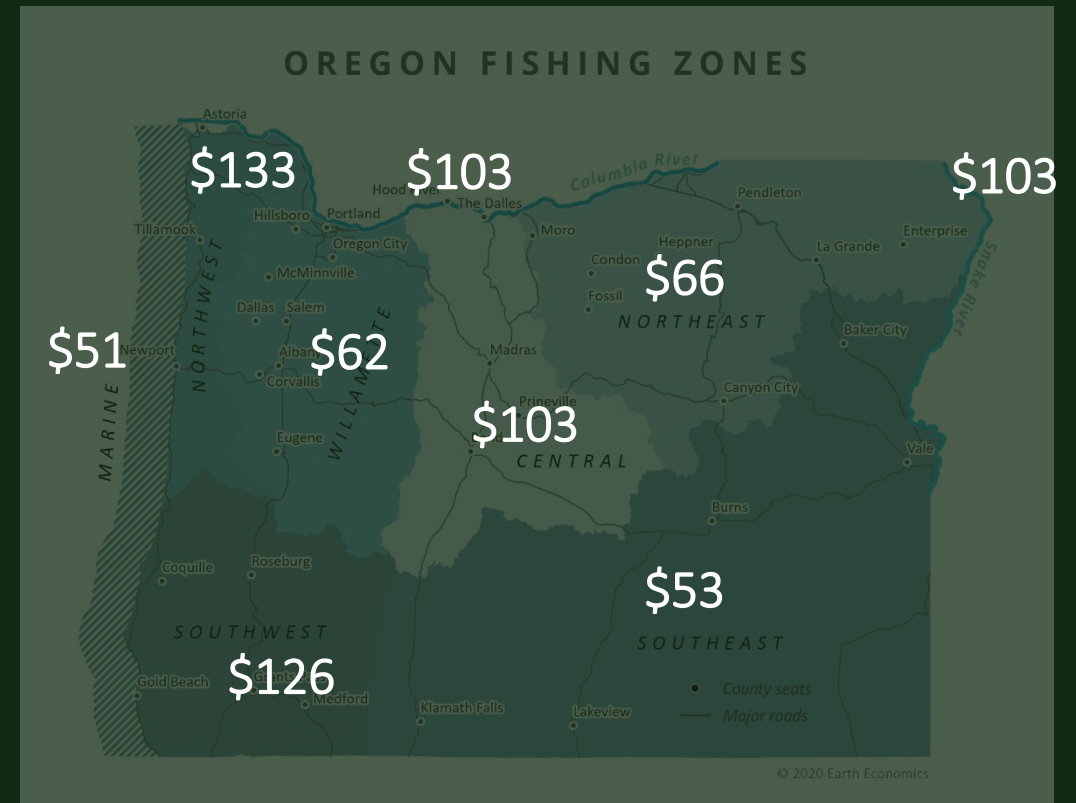 OREGON FISHING ZONES
Astoria
$133
$103
Columbia River
$103
Hood River
The Dalles
Pendleton
Hillsboro
Portland
Tillamook
Moro
Enterprise
Oregon City
Heppner
La Grande
McMinnville
Condon
$66
Snake River
Dallas
Salem
Fossil
NORTHWEST
NORTHEAST
Baker City
$51
Newport
Albany
$62
WILLAMETTE
Madras
Corvallis
Canyon City
Prineville
MARINE
$103
Eugene
CENTRAL
Vale
Burns
Coquille
Roseburg
$53
SOUTHWEST
SOUTHEAST
$126
Gold Beach
Medford
Klamath Falls
Lakeview
County seats
Major roads
© 2020 Earth Economics